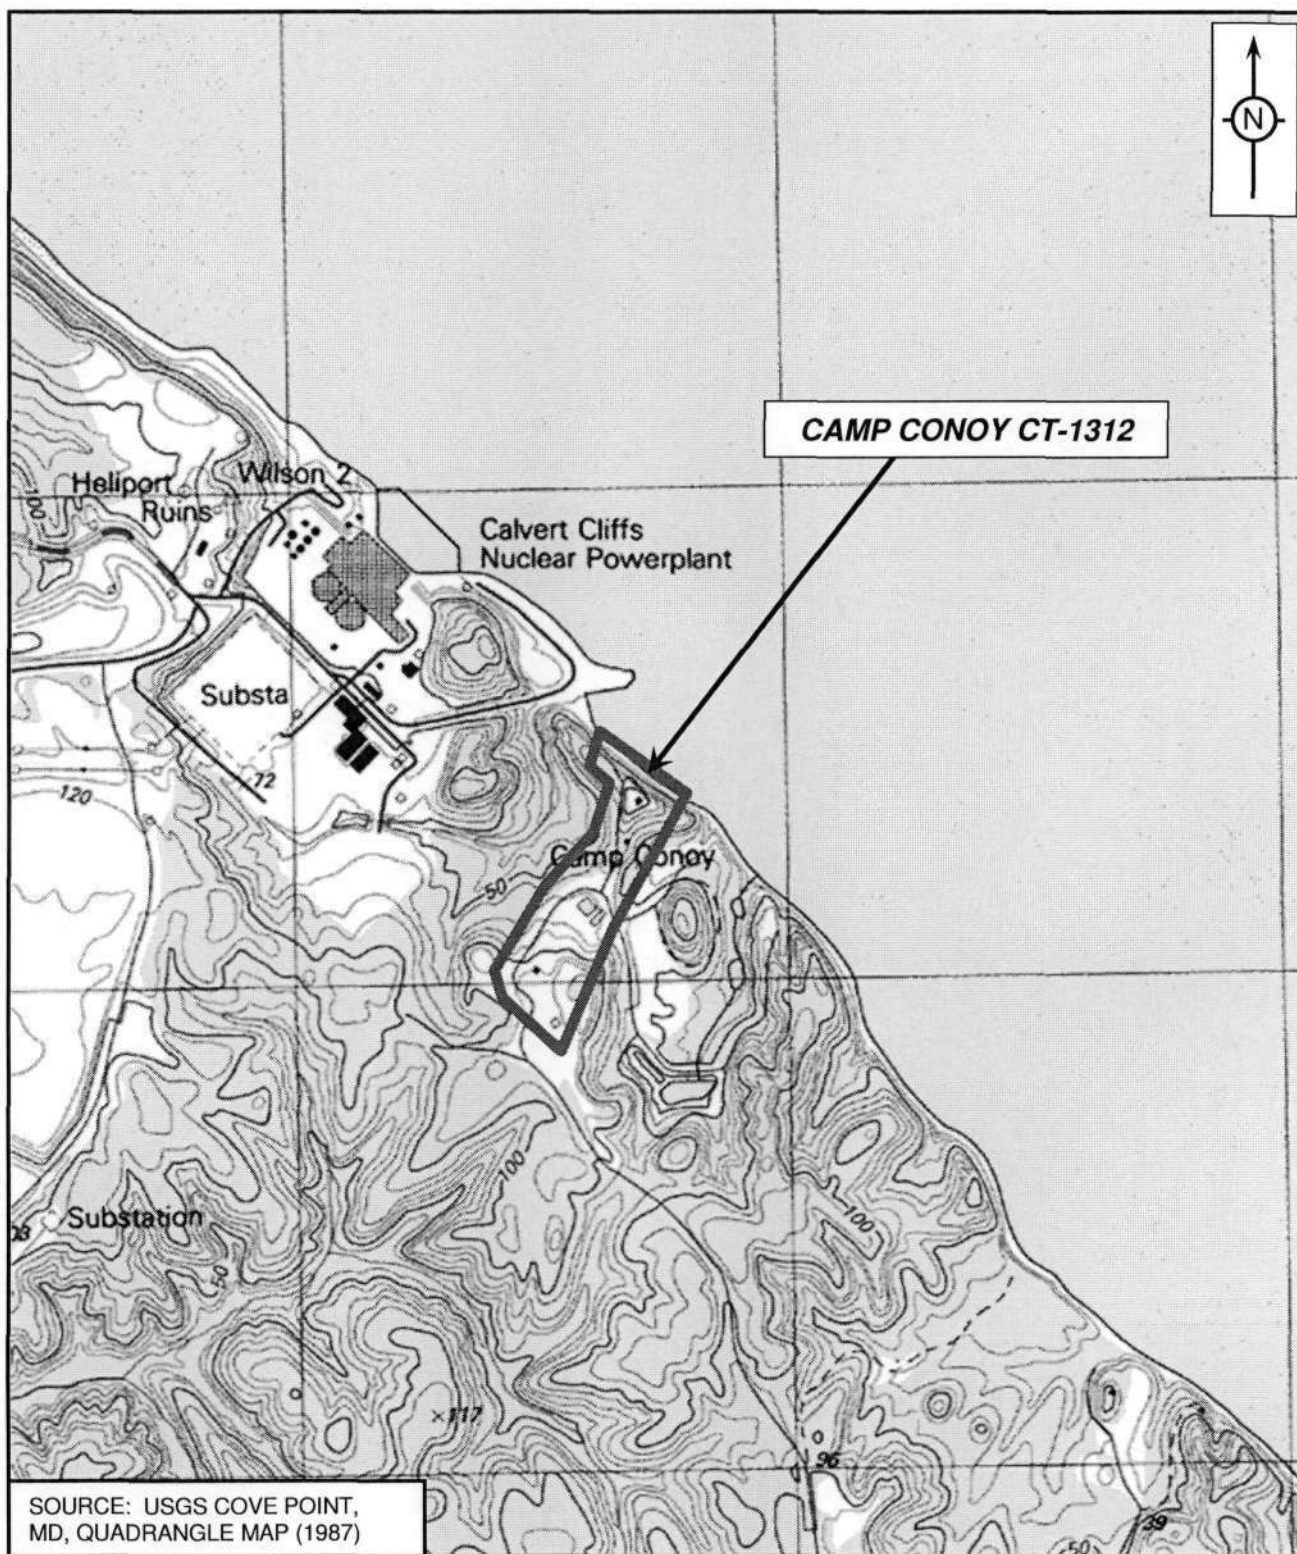 N
CAMP CONOY CT-1312
Heliport
Wilson 2
Ruins
100
Calvert Cliffs
Nuclear Powerplant
Substa
72
120
Camp Conoy
50
100
100
Substation
50
×117
96
39
50
SOURCE: USGS COVE POINT,
MD, QUADRANGLE MAP (1987)